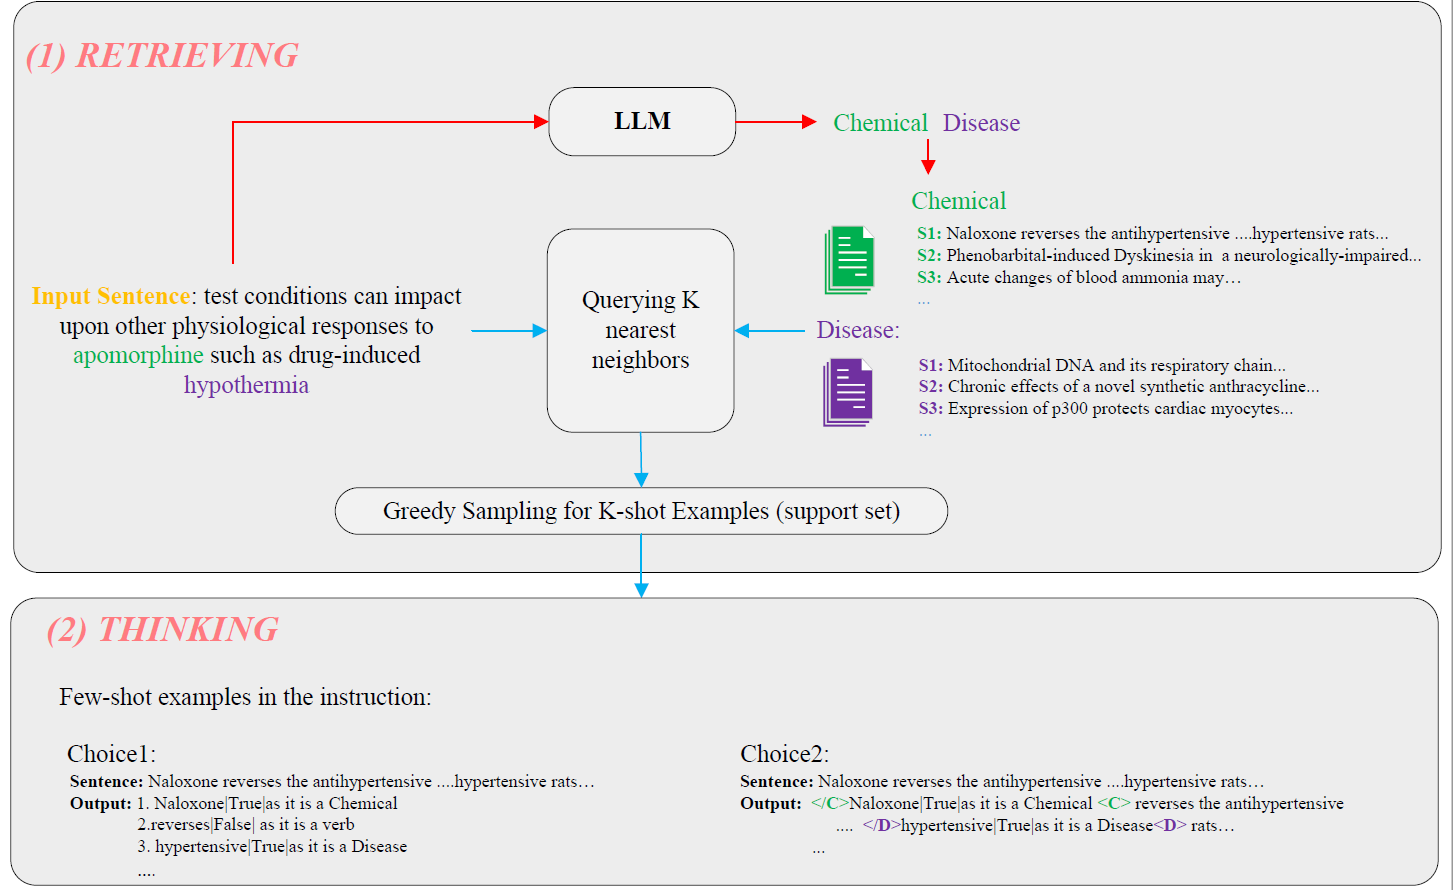 (1) RETRIEVING
LLM
Chemical Disease
Chemical
S1: Naloxone reverses the antihypertensive ....hypertensive rats...
S2: Phenobarbital-induced Dyskinesia in a neurologically-impaired...
S3: Acute changes of blood ammonia may…
...
Input Sentence: test conditions can impact
upon other physiological responses to
apomorphine such as drug-induced
hypothermia
Querying K
nearest
neighbors
Disease:
S1: Mitochondrial DNA and its respiratory chain...
S2: Chronic effects of a novel synthetic anthracycline...
S3: Expression of p300 protects cardiac myocytes...
...
Greedy Sampling for K-shot Examples (support set)
(2) THINKING
Few-shot examples in the instruction:
Choice1:
Sentence: Naloxone reverses the antihypertensive ....hypertensive rats…
Output: 1. Naloxone|True|as it is a Chemical
2.reverses|False| as it is a verb
3. hypertensive|True|as it is a Disease
....
Choice2:
Sentence: Naloxone reverses the antihypertensive ....hypertensive rats…
Output: </C>Naloxone|True|as it is a Chemical <C> reverses the antihypertensive
.... </D>hypertensive|True|as it is a Disease<D> rats…
...